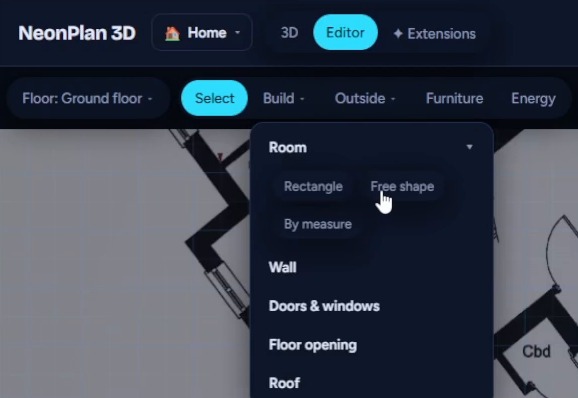 NeonPlan 3D 🏠 Home 3D Editor ✦ Extensions
Floor: Ground floor Select Build Outside Furniture Energy
Room
Rectangle Free shape
By measure
Wall
Doors & windows
Floor opening
Cbd
Roof